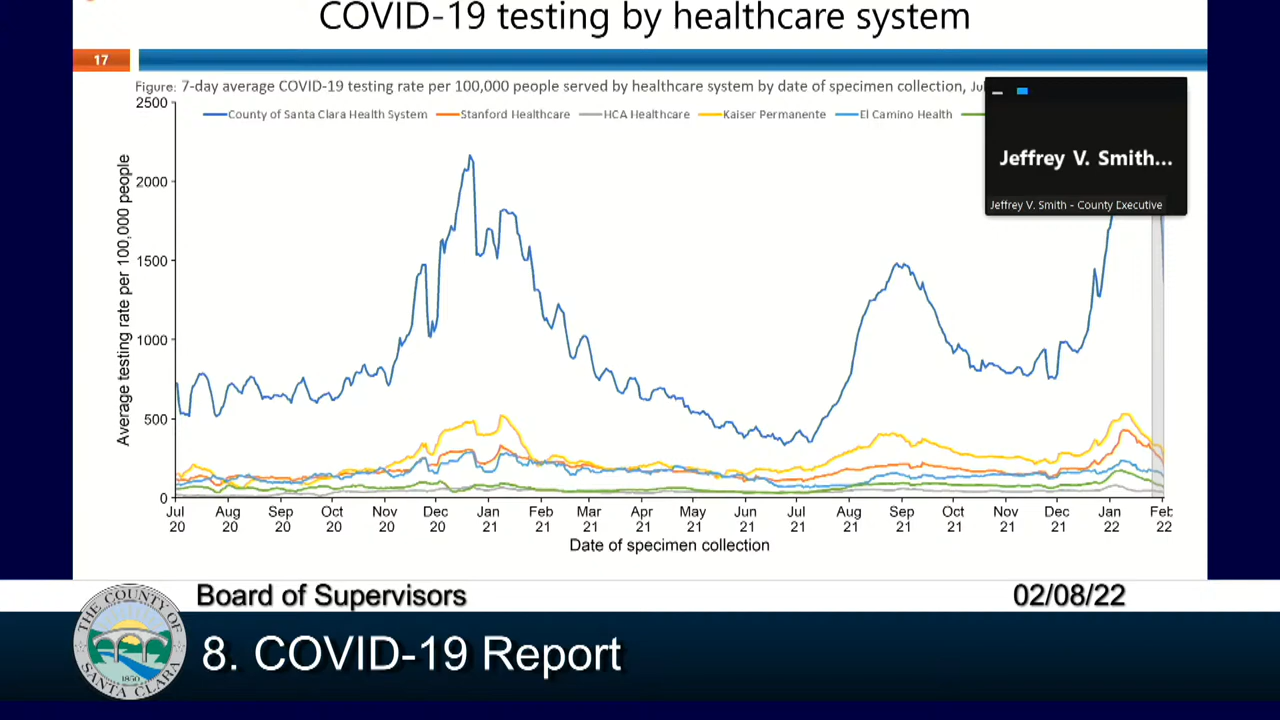 COVID-19 testing by healthcare system
17
Figure: 7-day average COVID-19 testing rate per 100,000 people served by healthcare system by date of specimen collection,
County of Santa Clara Health System Stanford Healthcare HCA Healthcare Kaiser Permanente El Camino Health
Jeffrey V. Smith...
Jeffrey V. Smith - County Executive
Average testing rate per 100,000 people
2500
2000
1500
1000
500
0
Jul Aug Sep Oct Nov Dec Jan Feb Mar Apr May Jun Jul Aug Sep Oct Nov Dec Jan Feb
20 20 20 20 20 20 21 21 21 21 21 21 21 21 21 21 21 21 22 22
Date of specimen collection
Board of Supervisors
02/08/22
THE COUNTY OF
SANTA CLARA
1850
8. COVID-19 Report